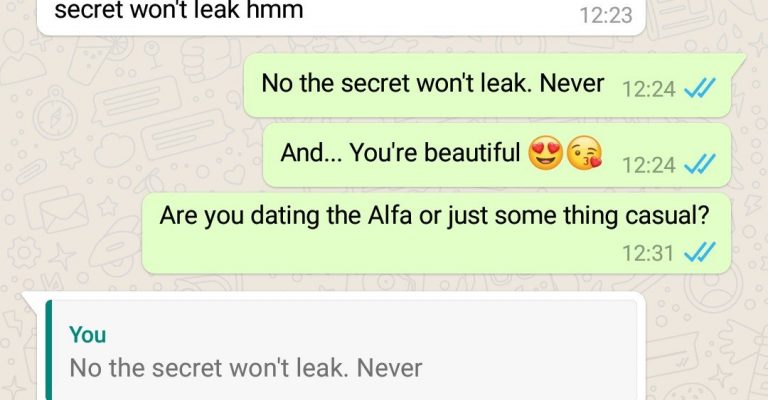 secret won't leak hmm
12:23
No the secret won't leak. Never 12:24
And... You're beautiful 😍😘 12:24
Are you dating the Alfa or just some thing casual?
12:31
You
No the secret won't leak. Never